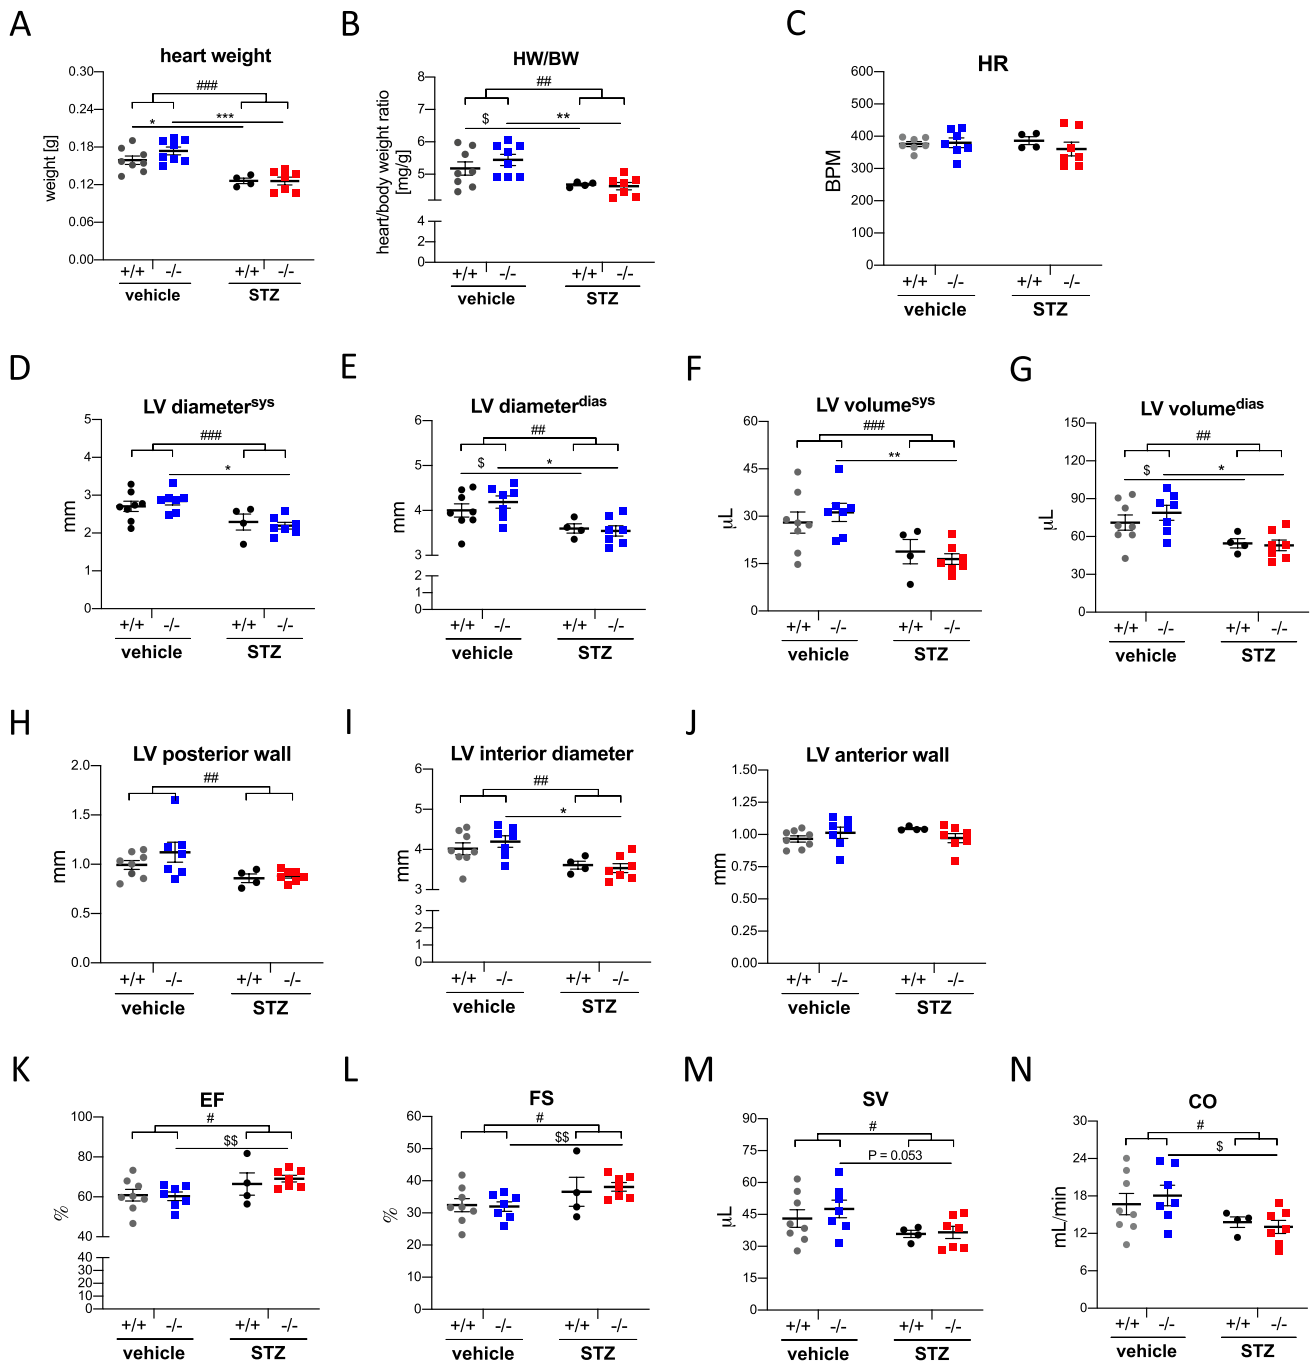 A
heart weight
weight [g]
0.30
0.24
0.18
0.12
0.06
0.00
###
*
***
+/+ -/- +/+ -/-
vehicle STZ
B
HW/BW
heart/body weight ratio
[mg/g]
8
7
6
5
4
2
0
##
$
**
+/+ -/- +/+ -/-
vehicle STZ
C
HR
BPM
600
500
400
300
200
100
0
+/+ -/- +/+ -/-
vehicle STZ
D
LV diametersys
mm
5
4
3
2
1
0
###
*
+/+ -/- +/+ -/-
vehicle STZ
E
LV diameterdias
mm
6
5
4
3
2
1
0
##
$
*
+/+ -/- +/+ -/-
vehicle STZ
F
LV volumesys
µL
60
45
30
15
0
###
**
+/+ -/- +/+ -/-
vehicle STZ
G
LV volumedias
µL
150
120
90
60
30
0
##
$
*
+/+ -/- +/+ -/-
vehicle STZ
H
LV posterior wall
mm
2.0
1.5
1.0
0.5
0.0
##
+/+ -/- +/+ -/-
vehicle STZ
I
LV interior diameter
mm
6
5
4
3
3
2
1
0
##
*
+/+ -/- +/+ -/-
vehicle STZ
J
LV anterior wall
mm
1.50
1.25
1.00
0.75
0.50
0.25
0.00
+/+ -/- +/+ -/-
vehicle STZ
K
EF
%
100
80
60
40
40
30
20
10
0
#
$$
+/+ -/- +/+ -/-
vehicle STZ
L
FS
%
60
50
40
30
20
10
0
#
$$
+/+ -/- +/+ -/-
vehicle STZ
M
SV
µL
90
75
60
45
30
15
0
#
P = 0.053
+/+ -/- +/+ -/-
vehicle STZ
N
CO
mL/min
30
24
18
12
6
0
#
$
+/+ -/- +/+ -/-
vehicle STZ